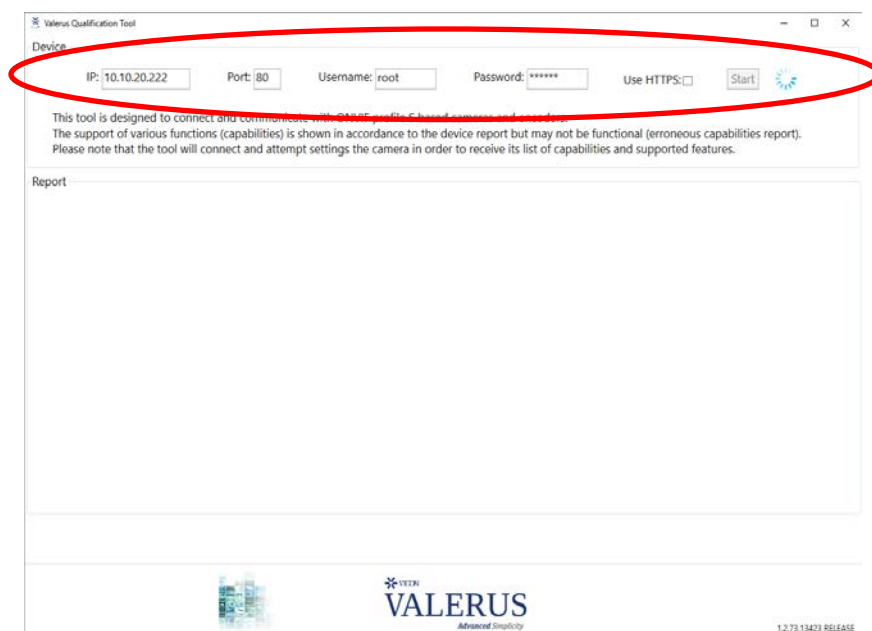 Valerus Qualification Tool
Device
IP: 10.10.20.222 Port: 80 Username: root Password: ****** Use HTTPS: Start
This tool is designed to connect and communicate with ONVIF profile S based cameras and encoders.
The support of various functions (capabilities) is shown in accordance to the device report but may not be functional (erroneous capabilities report).
Please note that the tool will connect and attempt settings the camera in order to receive its list of capabilities and supported features.
Report
VICON
VALERUS
Advanced Simplicity
1.2.73.13423 RELEASE